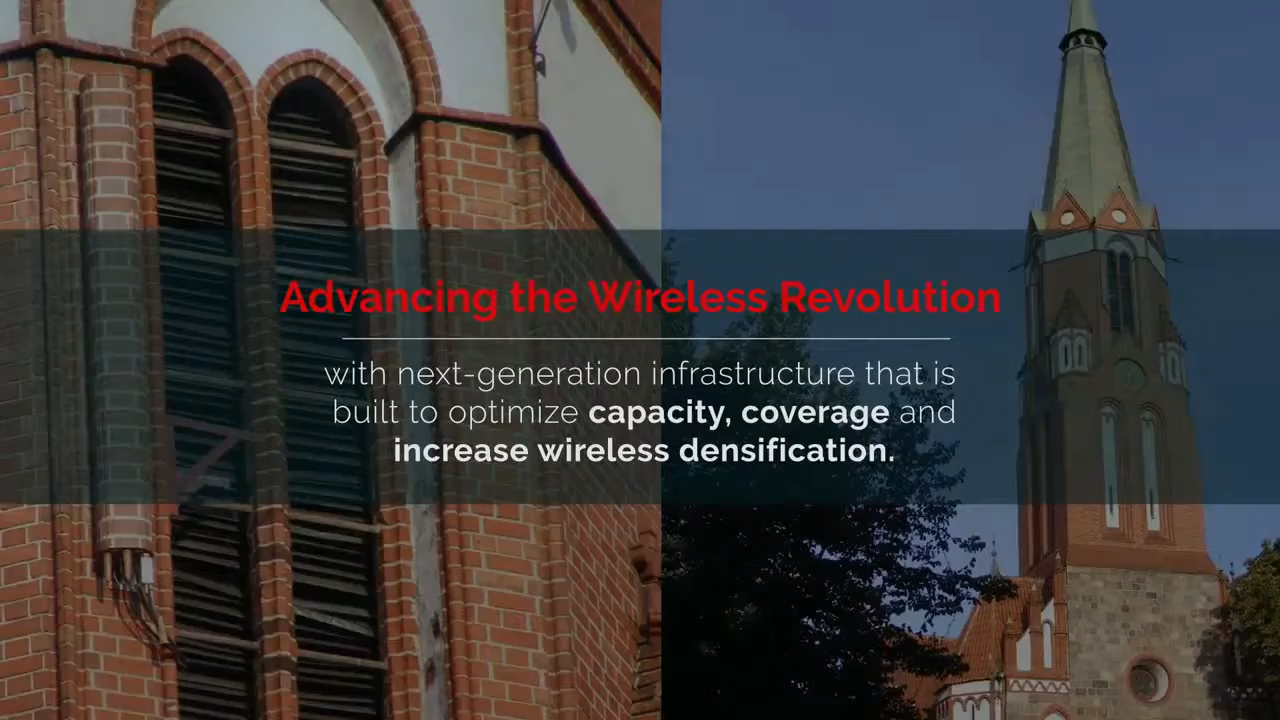 Advancing the Wireless Revolution
with next-generation infrastructure that is
built to optimize capacity, coverage and
increase wireless densification.